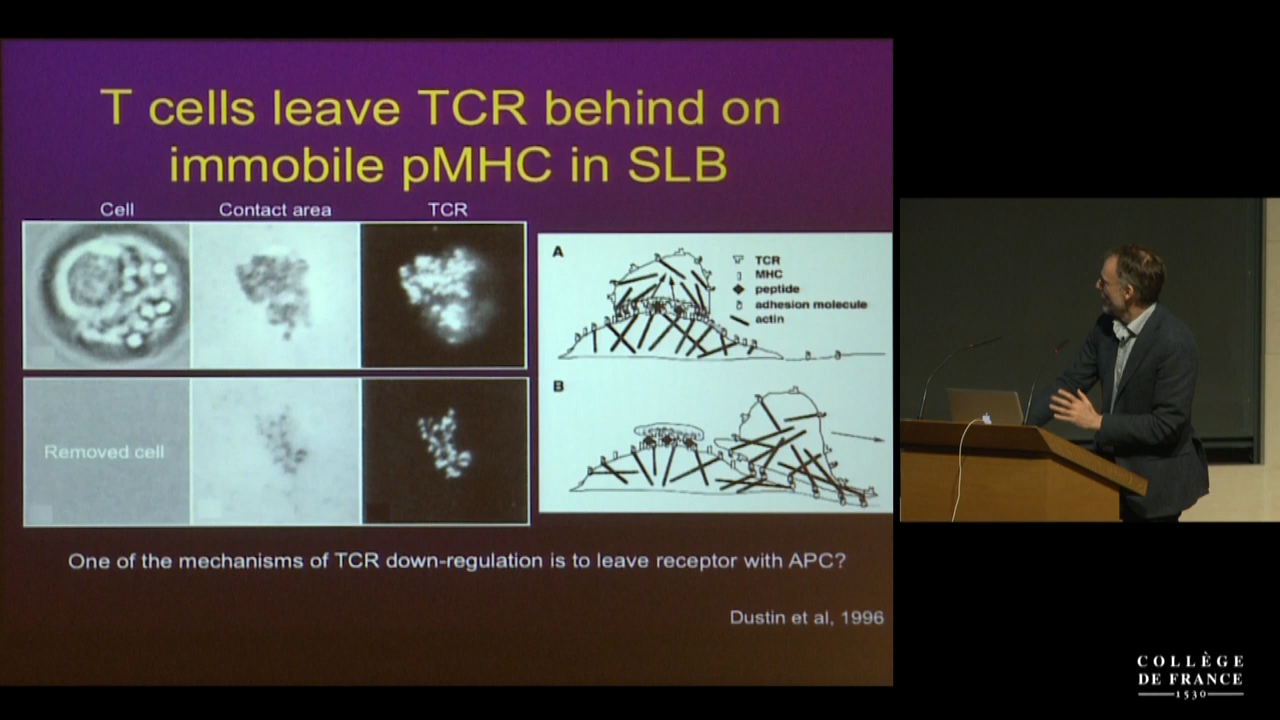 T cells leave TCR behind on
immobile pMHC in SLB
Cell
Contact area
TCR
Removed cell
A
TCR
MHC
peptide
adhesion molecule
actin
B
One of the mechanisms of TCR down-regulation is to leave receptor with APC?
Dustin et al, 1996
COLLÈGE
DE FRANCE
1530